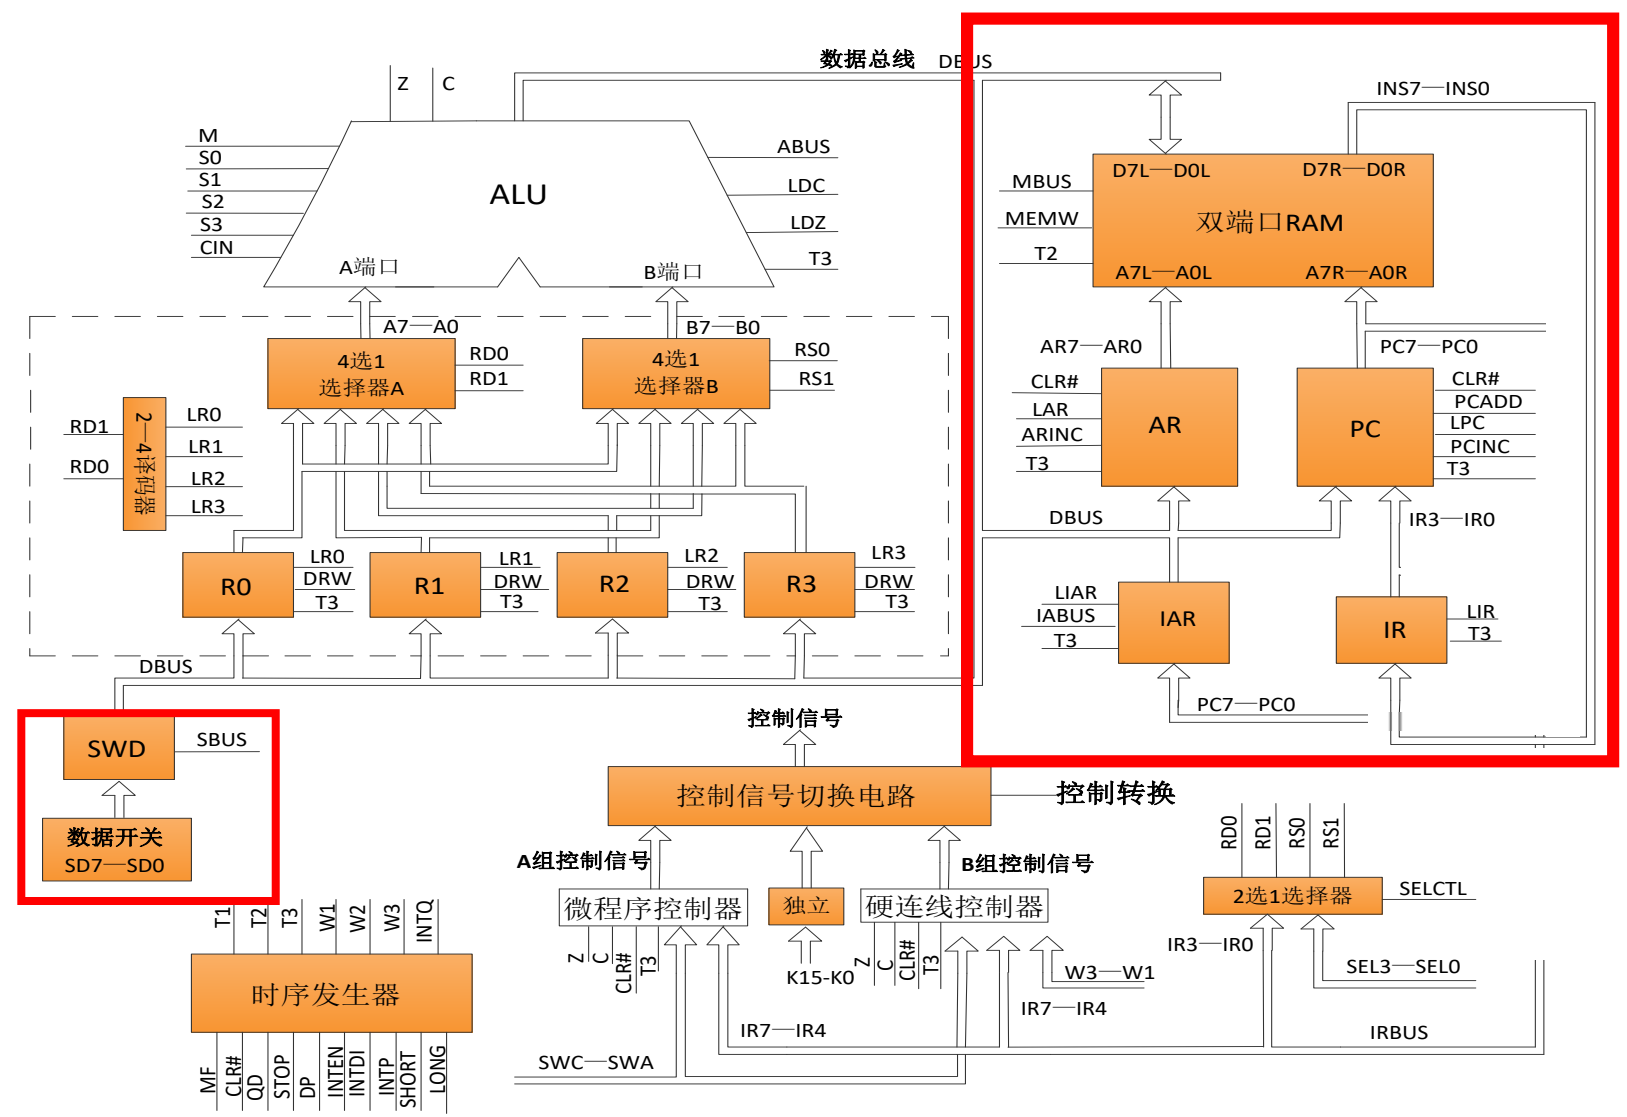 数据总线 DBUS
Z
C
INS7—INS0
M
S0
S1
S2
S3
CIN
ALU
ABUS
LDC
LDZ
T3
A端口
B端口
MBUS
MEMW
T2
D7L—D0L
D7R—D0R
双端口RAM
A7L—A0L
A7R—A0R
A7—A0
B7—B0
4选1
选择器A
RD0
RD1
4选1
选择器B
RS0
RS1
AR7—AR0
PC7—PC0
CLR#
LAR
ARINC
T3
AR
PC
CLR#
PCADD
LPC
PCINC
T3
RD1
RD0
2—4译码器
LR0
LR1
LR2
LR3
DBUS
IR3—IR0
R0
LR0
DRW
T3
R1
LR1
DRW
T3
R2
LR2
DRW
T3
R3
LR3
DRW
T3
LIAR
IABUS
T3
IAR
IR
LIR
T3
DBUS
PC7—PC0
SWD
SBUS
数据开关
SD7—SD0
控制信号
控制信号切换电路
控制转换
A组控制信号
B组控制信号
微程序控制器
独立
硬连线控制器
Z
C
CLR#
T3
K15-K0
Z
C
CLR#
T3
W3—W1
RD0
RD1
RS0
RS1
2选1选择器
SELCTL
IR3—IR0
SEL3—SEL0
T1
T2
T3
W1
W2
W3
INTQ
时序发生器
MF
CLR#
QD
STOP
DP
INTEN
INTDI
INTP
SHORT
LONG
IR7—IR4
IR7—IR4
IRBUS
SWC—SWA